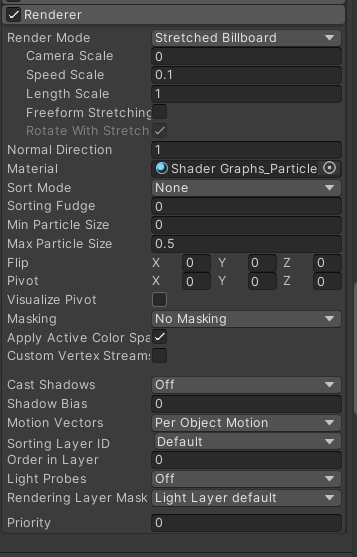 Renderer
Render Mode Stretched Billboard
Camera Scale 0
Speed Scale 0.1
Length Scale 1
Freeform Stretching
Rotate With Stretch
Normal Direction 1
Material Shader Graphs_Particle
Sort Mode None
Sorting Fudge 0
Min Particle Size 0
Max Particle Size 0.5
Flip X 0 Y 0 Z 0
Pivot X 0 Y 0 Z 0
Visualize Pivot
Masking No Masking
Apply Active Color Spa
Custom Vertex Streams
Cast Shadows Off
Shadow Bias 0
Motion Vectors Per Object Motion
Sorting Layer ID Default
Order in Layer 0
Light Probes Off
Rendering Layer Mask Light Layer default
Priority 0